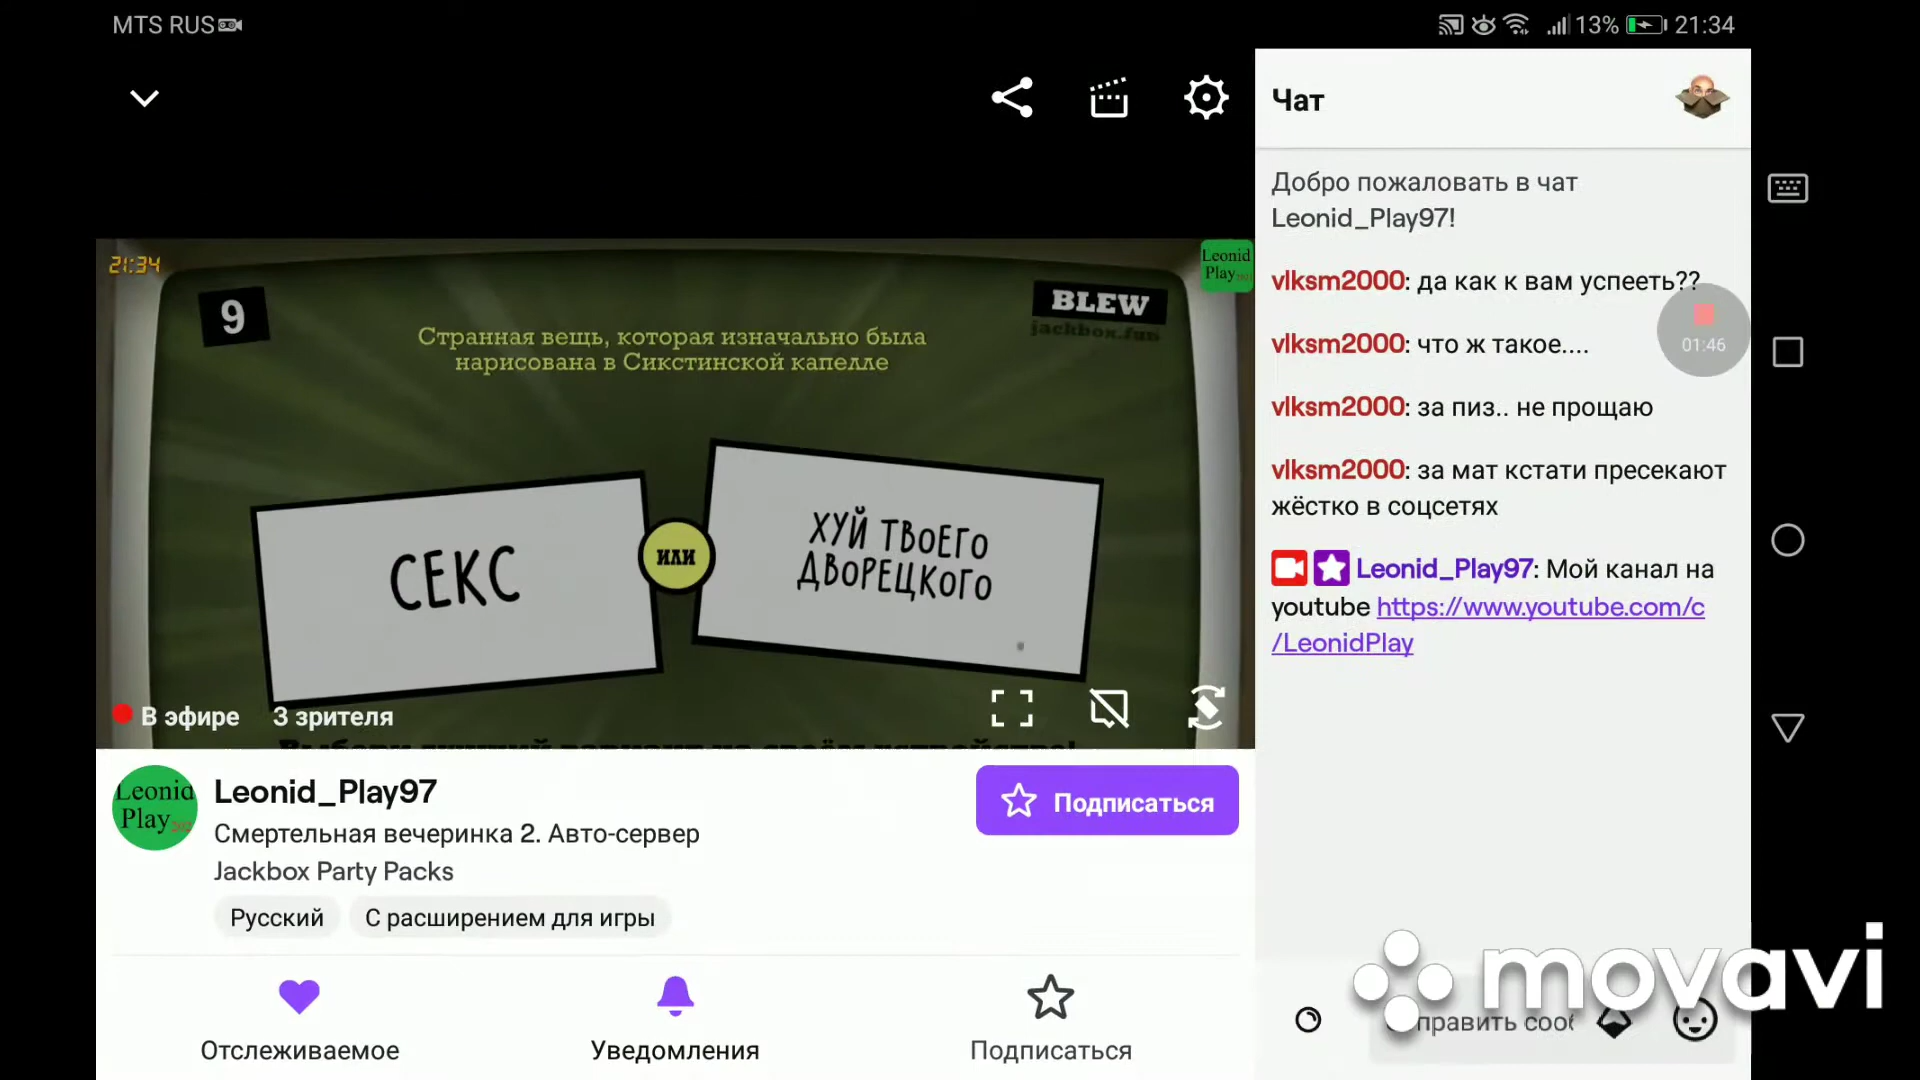 MTS RUS
13%
21:34
Чат
Добро пожаловать в чат
Leonid_Play97!
vlksm2000: да как к вам успееть??
vlksm2000: что ж такое....
01:46
vlksm2000: за пиз.. не прощаю
vlksm2000: за мат кстати пресекают
жёстко в соцсетях
Leonid_Play97: Мой канал на
youtube https://www.youtube.com/c
/LeonidPlay
21:34
Leonid
Play
9
BLEW
jackbox.fun
Странная вещь, которая изначально была
нарисована в Сикстинской капелле
СЕКС
ИЛИ
ХУЙ ТВОЕГО
ДВОРЕЦКОГО
В эфире
3 зрителя
Leonid
Play
Leonid_Play97
Смертельная вечеринка 2. Авто-сервер
Jackbox Party Packs
Русский
С расширением для игры
Подписаться
Отслеживаемое
Уведомления
Подписаться
movavi